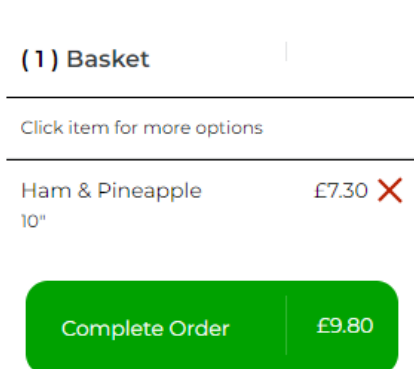 (1) Basket
Click item for more options
Ham & Pineapple £7.30
10"
Complete Order £9.80